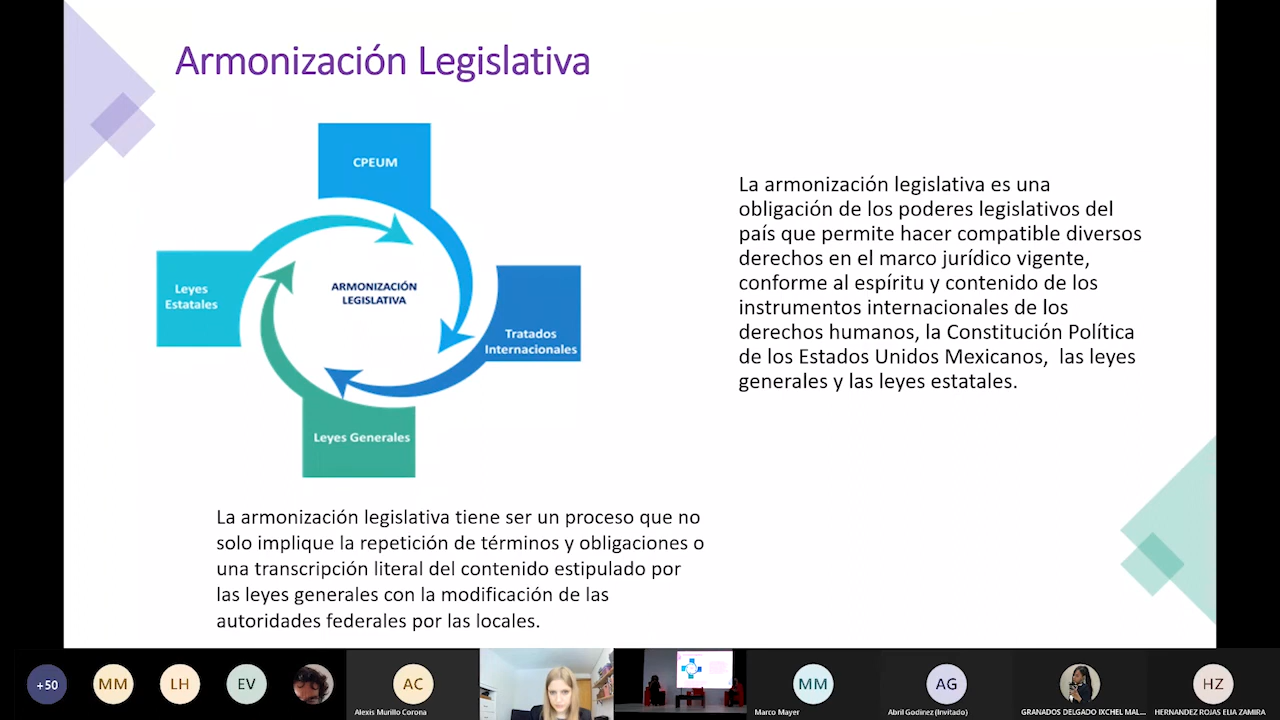 Armonización Legislativa
CPEUM
Leyes
Estatales
ARMONIZACIÓN
LEGISLATIVA
Tratados
Internacionales
Leyes Generales
La armonización legislativa es una
obligación de los poderes legislativos del
país que permite hacer compatible diversos
derechos en el marco jurídico vigente,
conforme al espíritu y contenido de los
instrumentos internacionales de los
derechos humanos, la Constitución Política
de los Estados Unidos Mexicanos,  las leyes
generales y las leyes estatales.
La armonización legislativa tiene ser un proceso que no
solo implique la repetición de términos y obligaciones o
una transcripción literal del contenido estipulado por
las leyes generales con la modificación de las
autoridades federales por las locales.
+50
MM
LH
EV
AC
Alexis Murillo Corona
MM
Marco Mayer
AG
Abril Godinez (Invitado)
GRANADOS DELGADO IXCHEL MAL...
HZ
HERNANDEZ ROJAS ELIA ZAMIRA